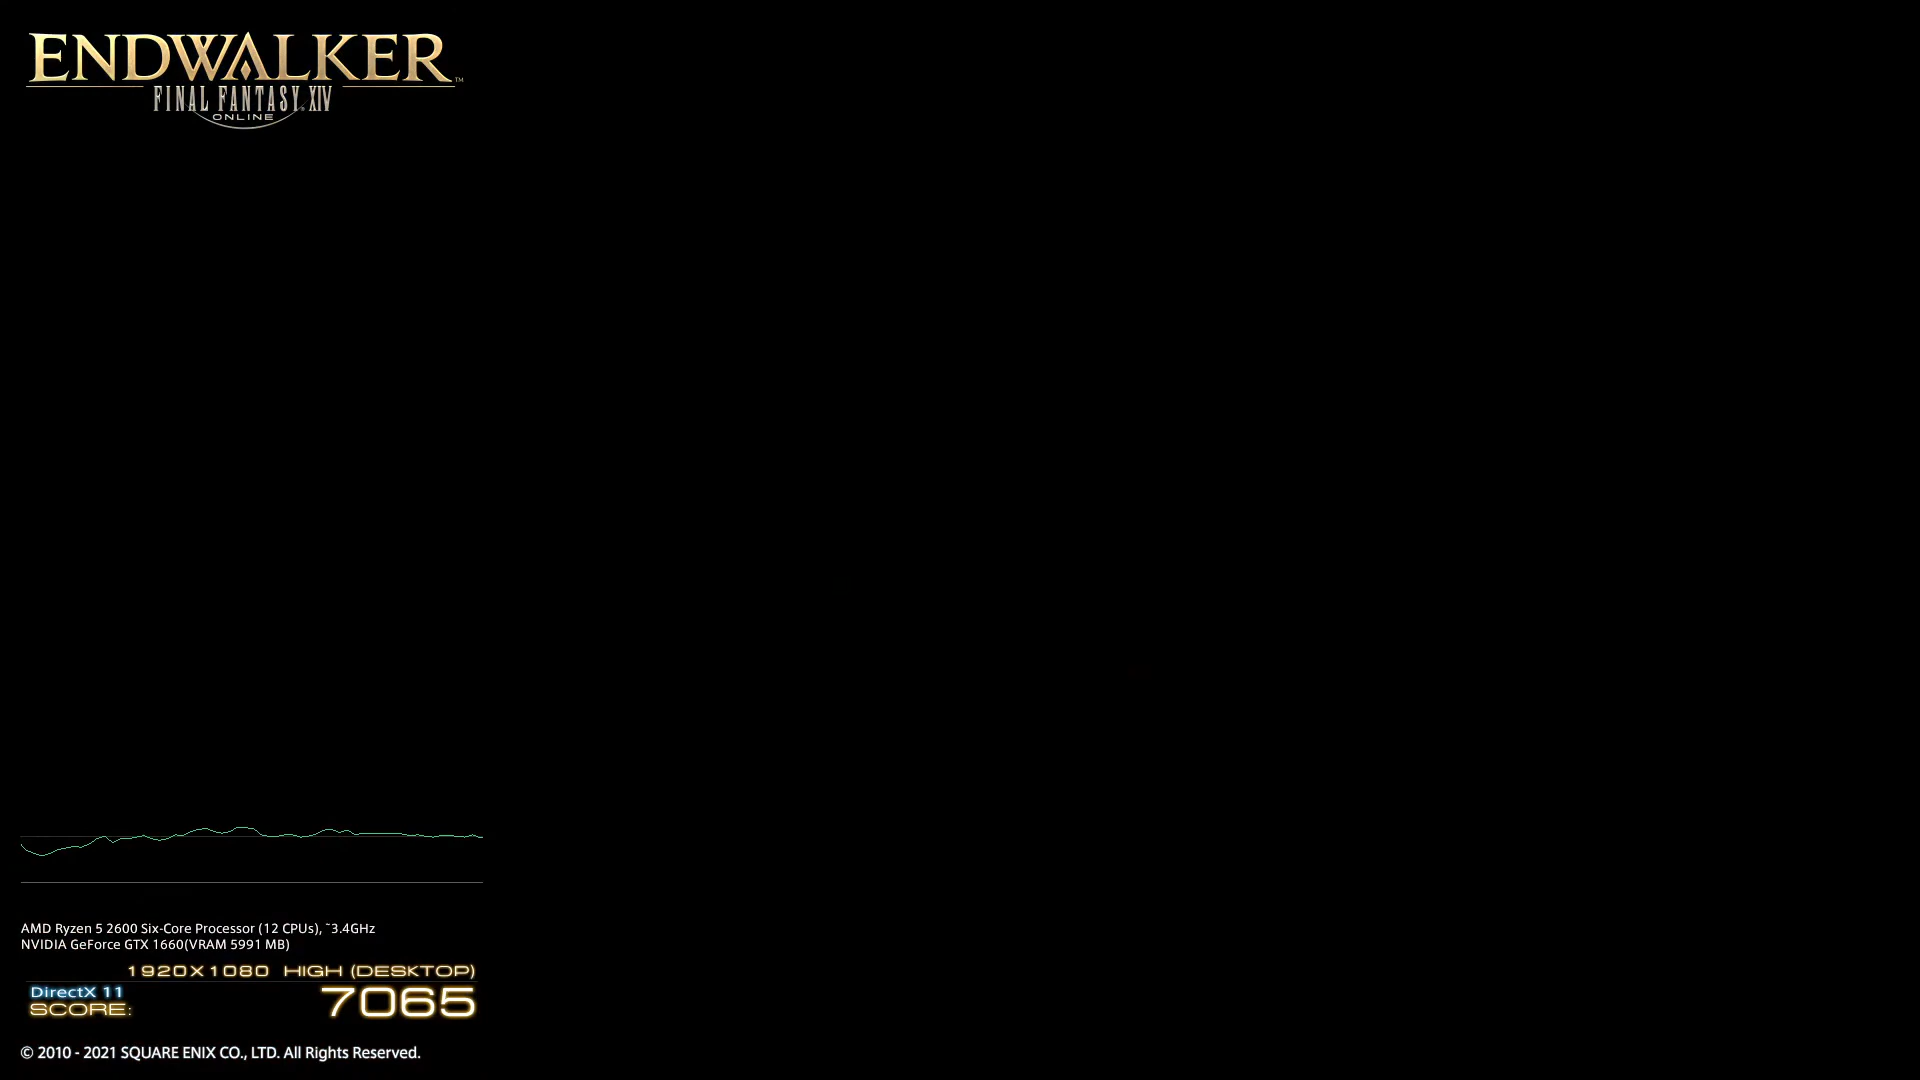 ENDWALKER™
FINAL FANTASY® XIV
ONLINE
AMD Ryzen 5 2600 Six-Core Processor (12 CPUs), ~3.4GHz
NVIDIA GeForce GTX 1660(VRAM 5991 MB)
1920X1080 HIGH (DESKTOP)
DirectX 11
SCORE: 7065
© 2010 - 2021 SQUARE ENIX CO., LTD. All Rights Reserved.